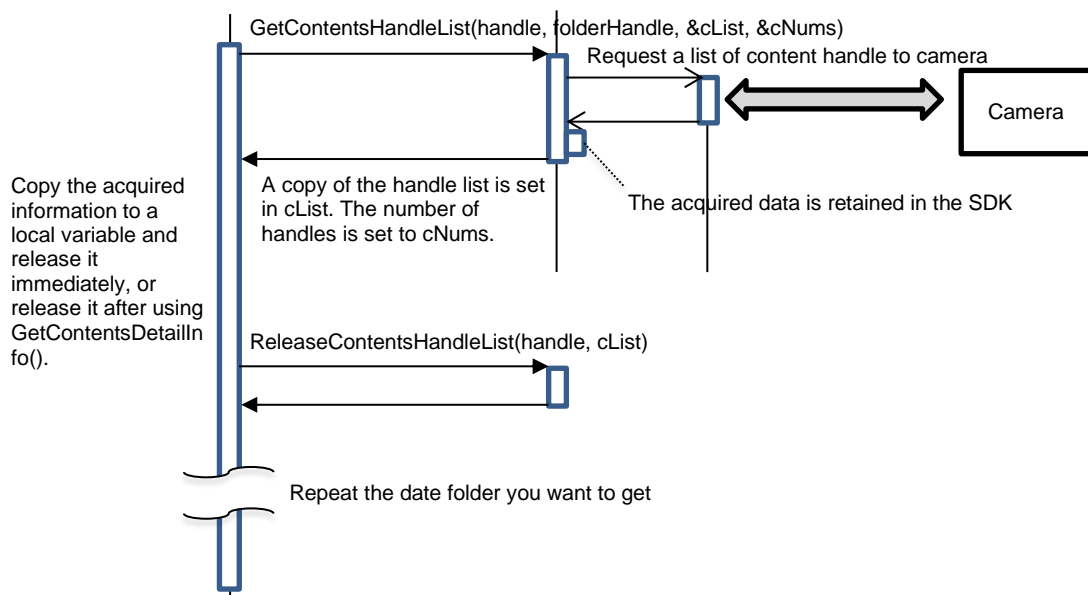 GetContentsHandleList(handle, folderHandle, &cList, &cNums)
Request a list of content handle to camera
Camera
Copy the acquired
information to a
local variable and
release it
immediately, or
release it after using
GetContentsDetailIn
fo().
A copy of the handle list is set
in cList. The number of
handles is set to cNums.
The acquired data is retained in the SDK
ReleaseContentsHandleList(handle, cList)
Repeat the date folder you want to get